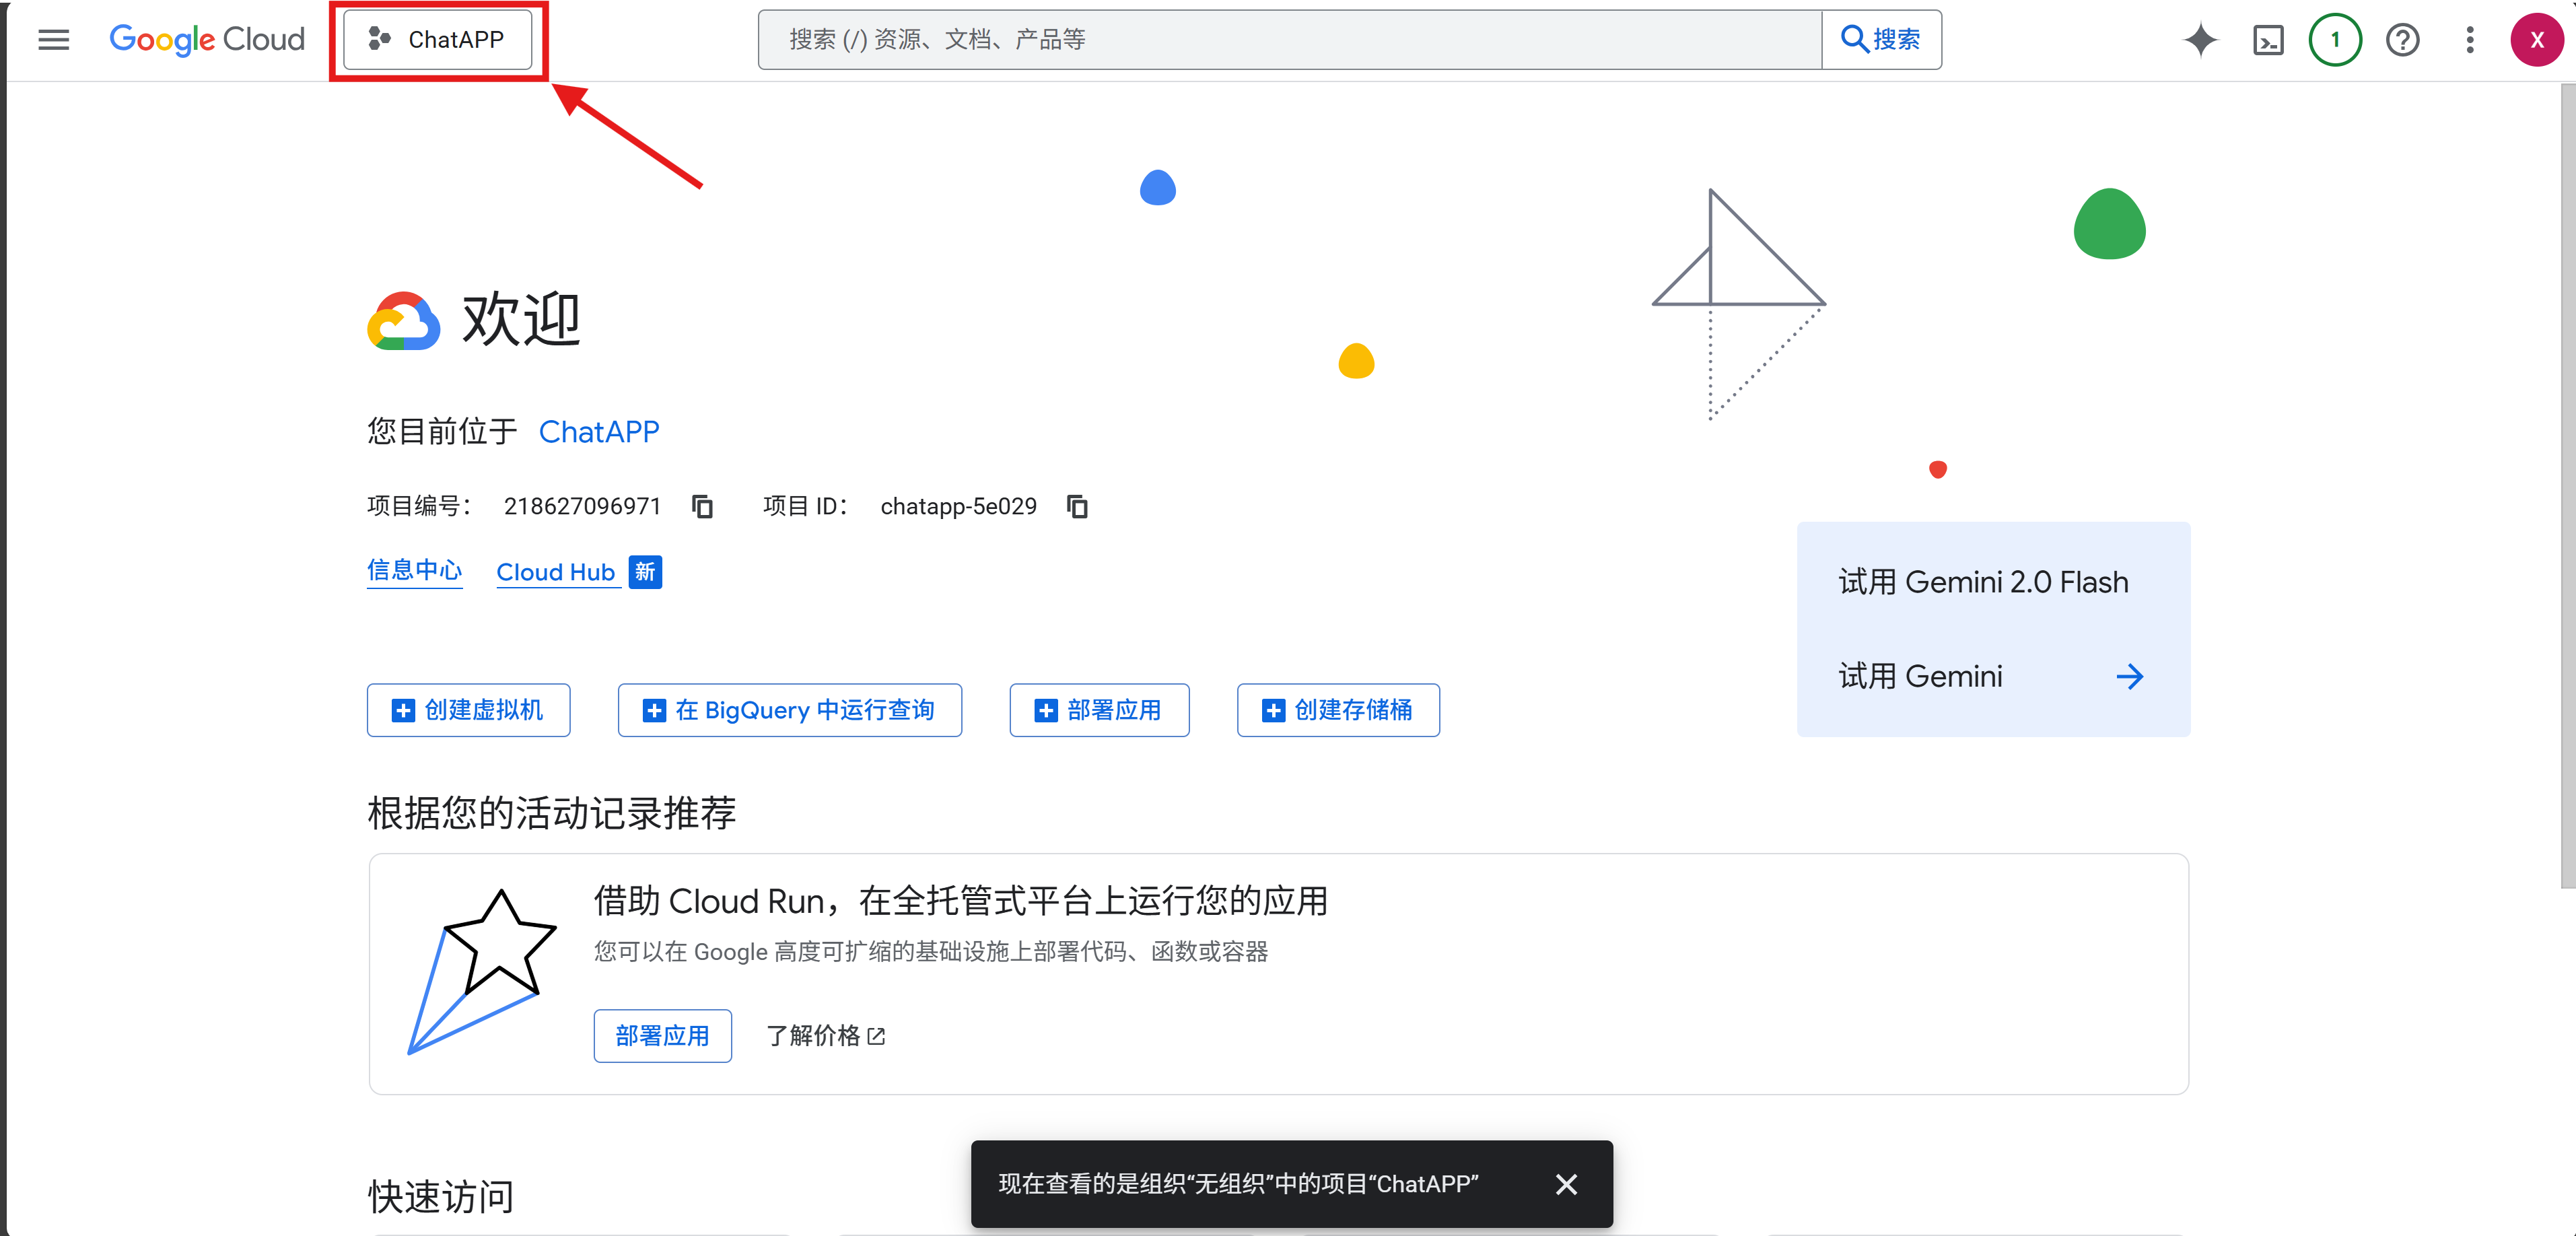 Google Cloud
ChatAPP
搜索 (/) 资源、文档、产品等
搜索
1
X
欢迎
您目前位于 ChatAPP
项目编号: 218627096971
项目 ID: chatapp-5e029
信息中心
Cloud Hub 新
试用 Gemini 2.0 Flash
试用 Gemini
创建虚拟机
在 BigQuery 中运行查询
部署应用
创建存储桶
根据您的活动记录推荐
借助 Cloud Run，在全托管式平台上运行您的应用
您可以在 Google 高度可扩缩的基础设施上部署代码、函数或容器
部署应用
了解价格
快速访问
现在查看的是组织“无组织”中的项目“ChatAPP”